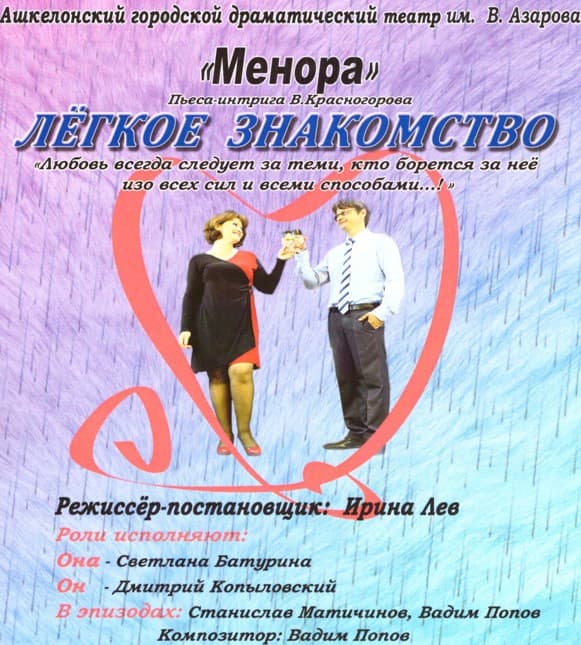 Ашкелонский городской драматический театр им. В. Азарова
«Менора»
Пьеса-интрига В.Красногорова
ЛЁГКОЕ ЗНАКОМСТВО
«Любовь всегда следует за теми, кто борется за неё
изо всех сил и всеми способами...! »
Режиссёр-постановщик: Ирина Лев
Роли исполняют:
Она - Светлана Батурина
Он - Дмитрий Копыловский
В эпизодах: Станислав Матичинов, Вадим Попов
Композитор: Вадим Попов